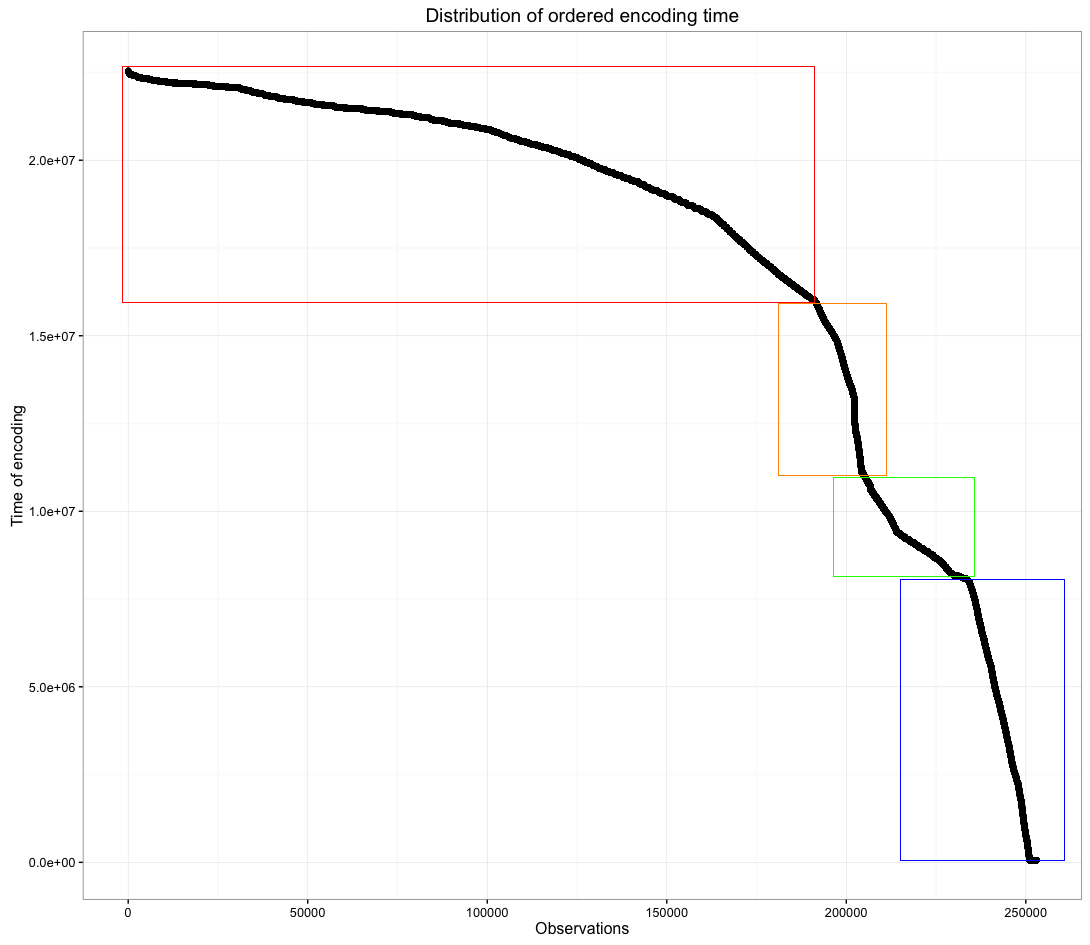 Distribution of ordered encoding time
Time of encoding
2.0e+07
1.5e+07
1.0e+07
5.0e+06
0.0e+00
0 50000 100000 150000 200000 250000
Observations